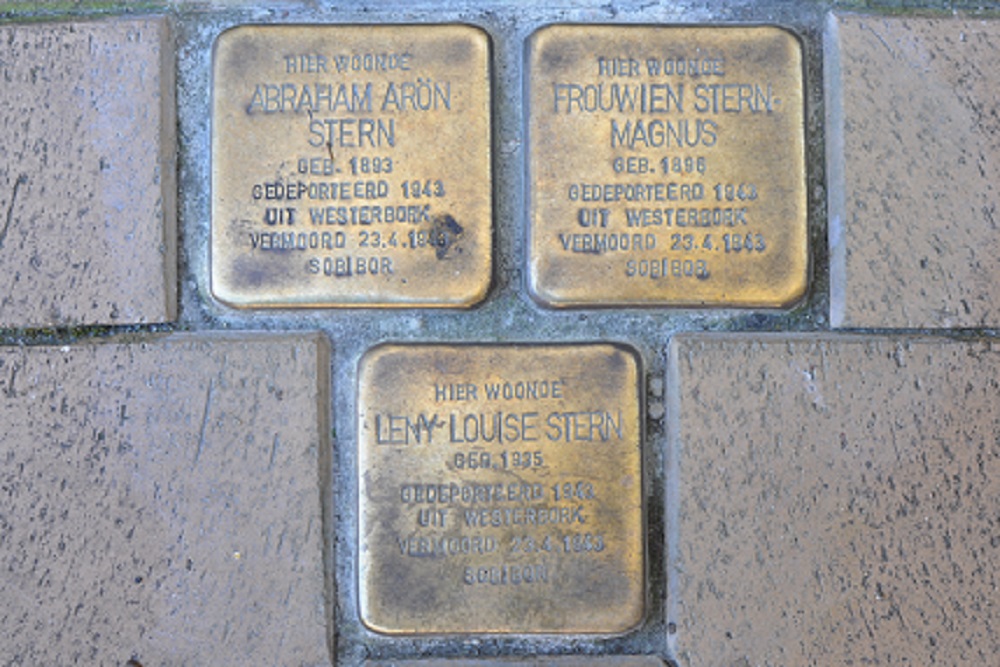 HIER WOONDE
ABRAHAM ARÖN
STERN
GEB. 1893
GEDEPORTEERD 1943
UIT WESTERBORK
VERMOORD 23.4.1943
SOBIBOR
HIER WOONDE
FROUWIEN STERN-
MAGNUS
GEB. 1896
GEDEPORTEERD 1943
UIT WESTERBORK
VERMOORD 23.4.1943
SOBIBOR
HIER WOONDE
LENY-LOUISE STERN
GEB. 1935
GEDEPORTEERD 1943
UIT WESTERBORK
VERMOORD 23.4.1943
SOBIBOR